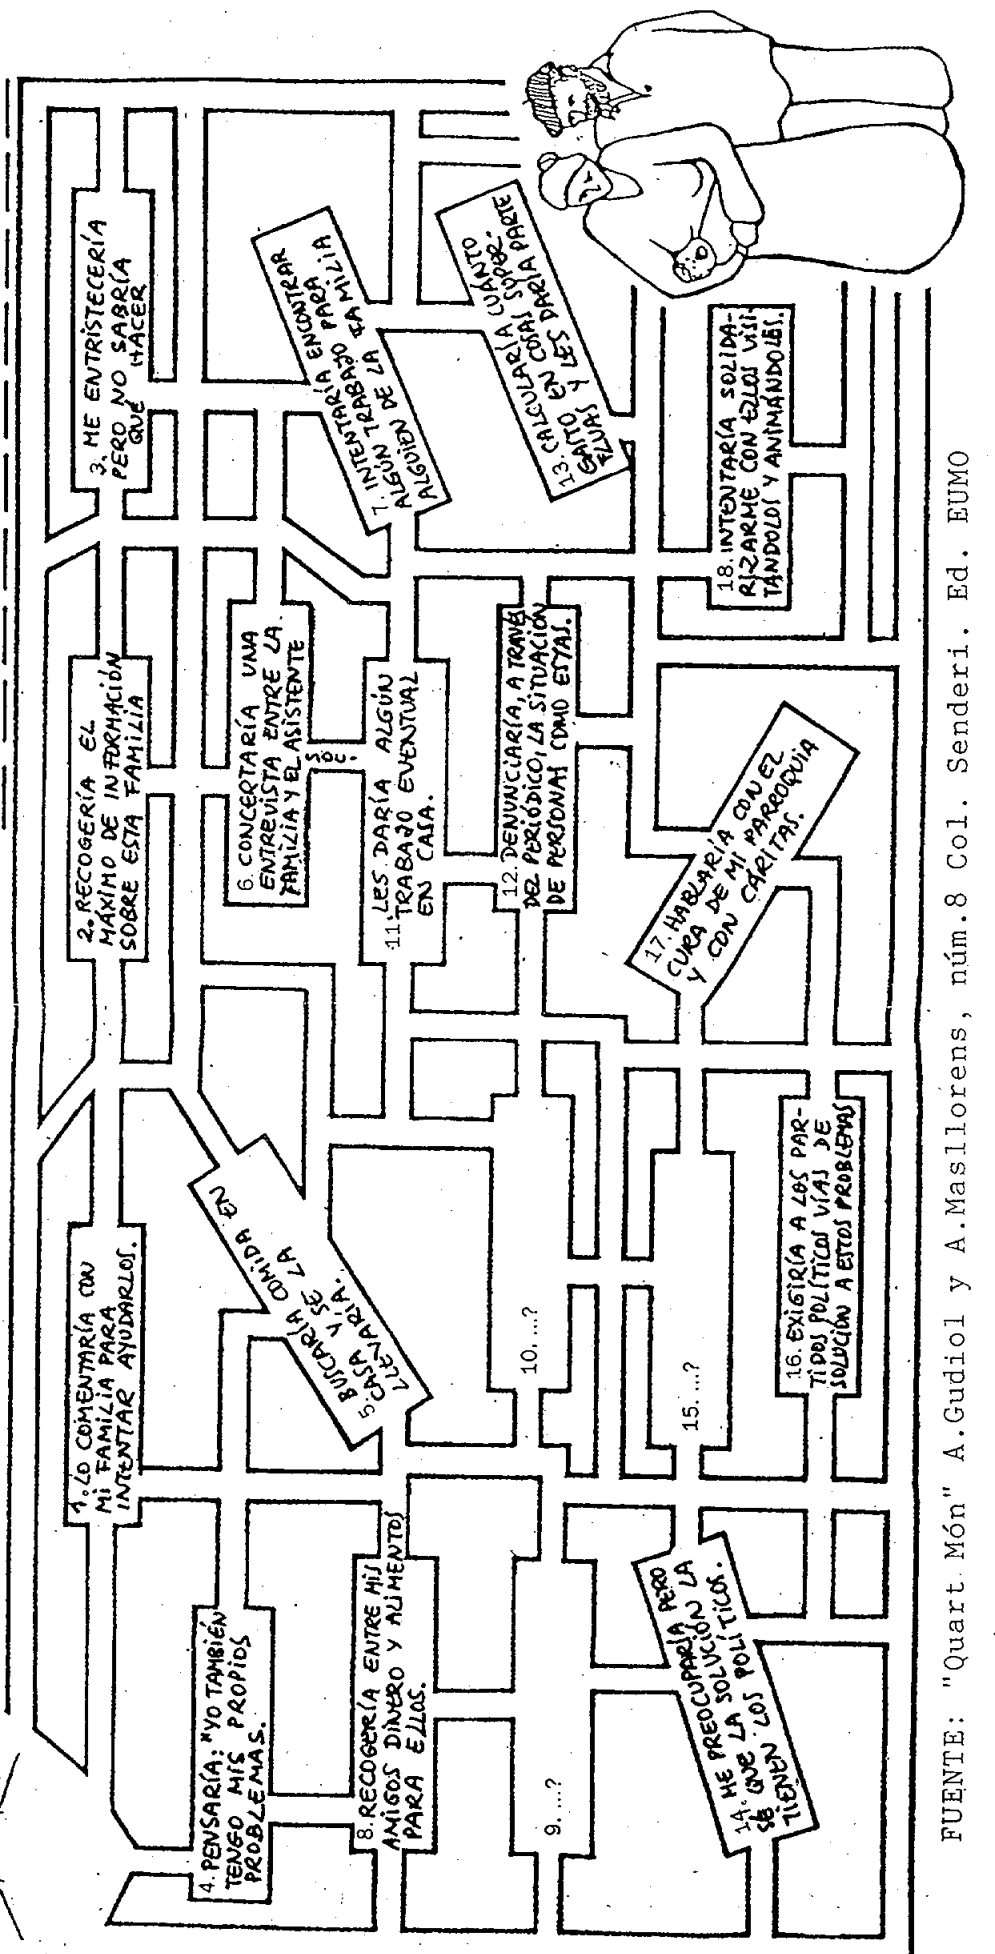 1. LO COMENTARÍA CON
MI FAMILIA PARA
INTENTAR AYUDARLOS.
2. RECOGERÍA EL
MÁXIMO DE INFORMACIÓN
SOBRE ESTA FAMILIA
3. ME ENTRISTECERÍA
PERO NO SABRÍA
QUÉ HACER
4. PENSARÍA: "YO TAMBIÉN
TENGO MIS PROPIOS
PROBLEMAS.
5. BUSCARÍA COMIDA EN
CASA Y SE LA
LLEVARÍA.
6. CONCERTARÍA UNA
ENTREVISTA ENTRE LA
FAMILIA Y EL ASISTENTE
SOC.
7. INTENTARÍA ENCONTRAR
ALGÚN TRABAJO PARA
ALGUIEN DE LA FAMILIA
8. RECOGERÍA ENTRE MIS
AMIGOS DINERO Y ALIMENTOS
PARA ELLOS.
9. ...?
10. ...?
11. LES DARÍA ALGÚN
TRABAJO EVENTUAL
EN CASA.
12. DENUNCIARÍA, A TRAVÉS
DEL PERIÓDICO, LA SITUACIÓN
DE PERSONAS COMO ESTAS.
13. CALCULARÍA CUÁNTO
GASTO EN COSAS SUPER-
FLUAS Y LES DARÍA PARTE
14. ME PREOCUPARÍA PERO
SÉ QUE LA SOLUCIÓN LA
TIENEN LOS POLÍTICOS.
15. ...?
16. EXIGIRÍA A LOS PAR-
TIDOS POLÍTICOS VÍAS DE
SOLUCIÓN A ESTOS PROBLEMAS
17. HABLARÍA CON EL
CURA DE MI PARROQUIA
Y CON CÁRITAS.
18. INTENTARÍA SOLIDA-
RIZARME CON ELLOS VISI-
TÁNDOLOS Y ANIMÁNDOLES.
FUENTE: "Quart Món" A.Gudiol y A.Masllorens, núm.8 Col. Senderi. Ed. EUMO